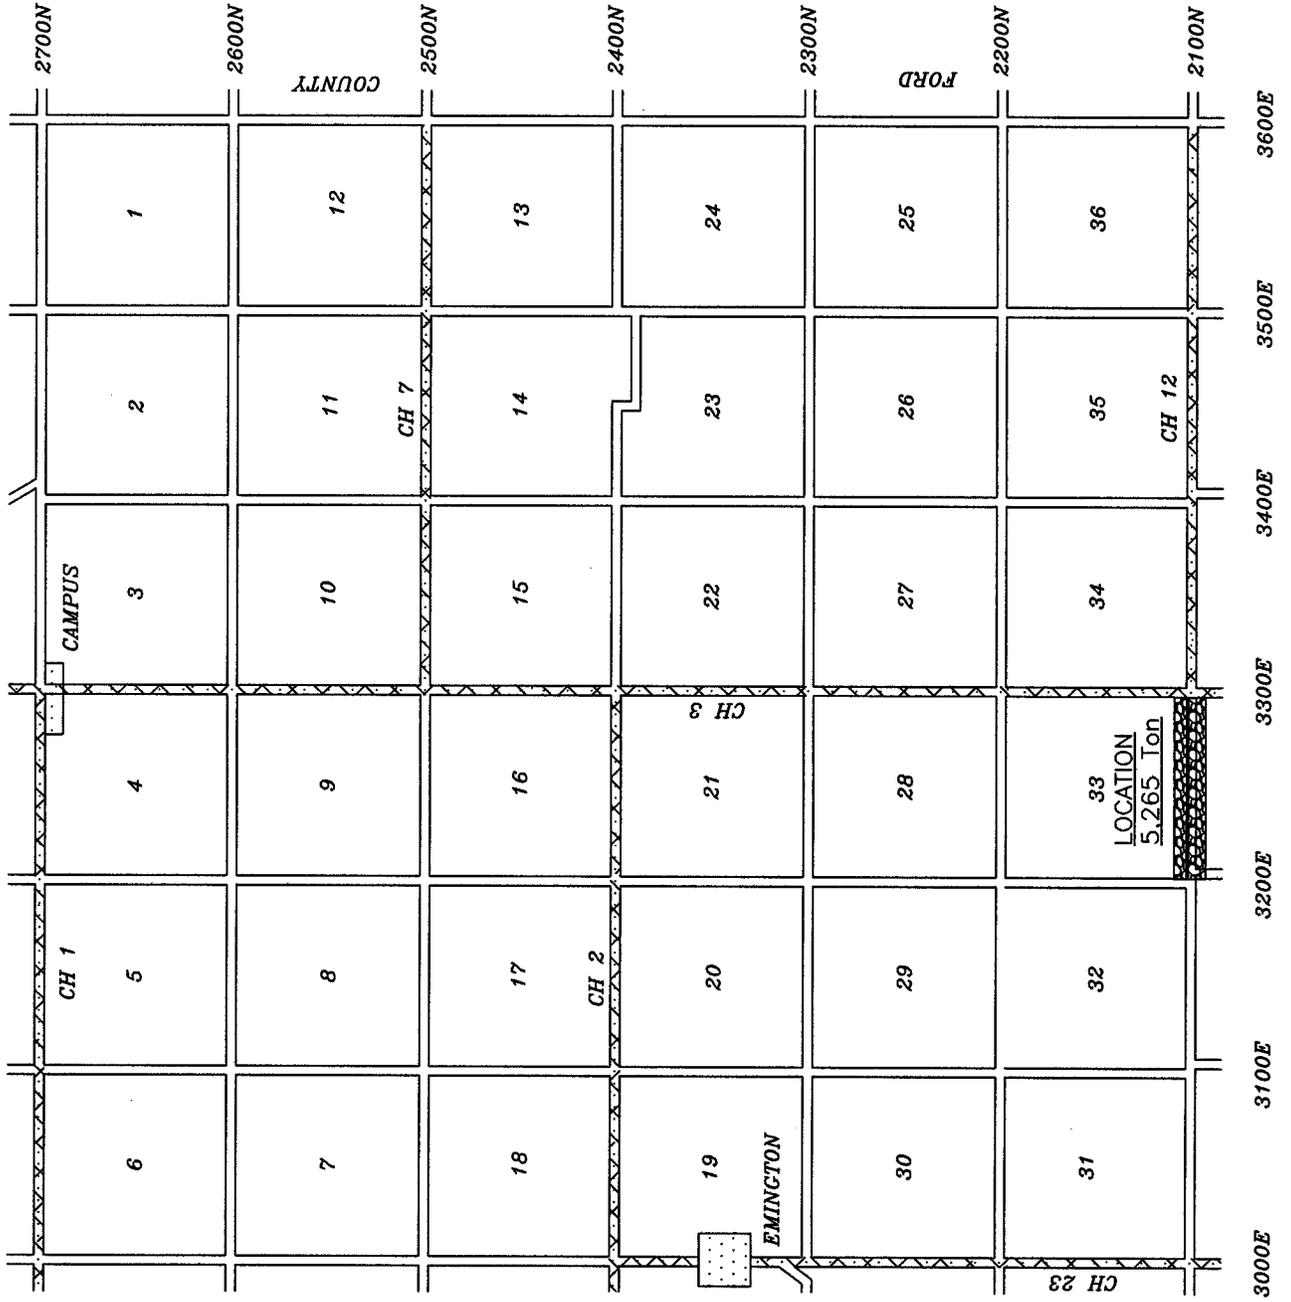 2700N
CH 1
CAMPUS
6 5 4 3 2 1
2600N
7 8 9 10 11 12
COUNTY
CH 7
2500N
18 17 16 15 14 13
CH 2
2400N
19 20 21 22 23 24
CH 3
EMINGTON
2300N
30 29 28 27 26 25
FORD
2200N
31 32 33 34 35 36
CH 23
LOCATION
5,265 Ton
CH 12
2100N
3000E 3100E 3200E 3300E 3400E 3500E 3600E